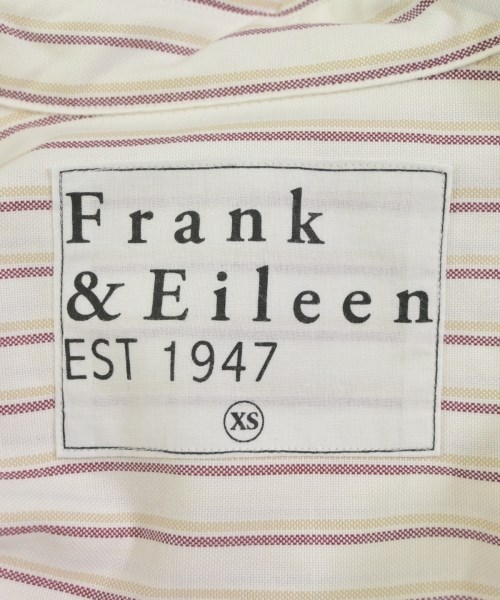 Frank
& Eileen
EST 1947
XS